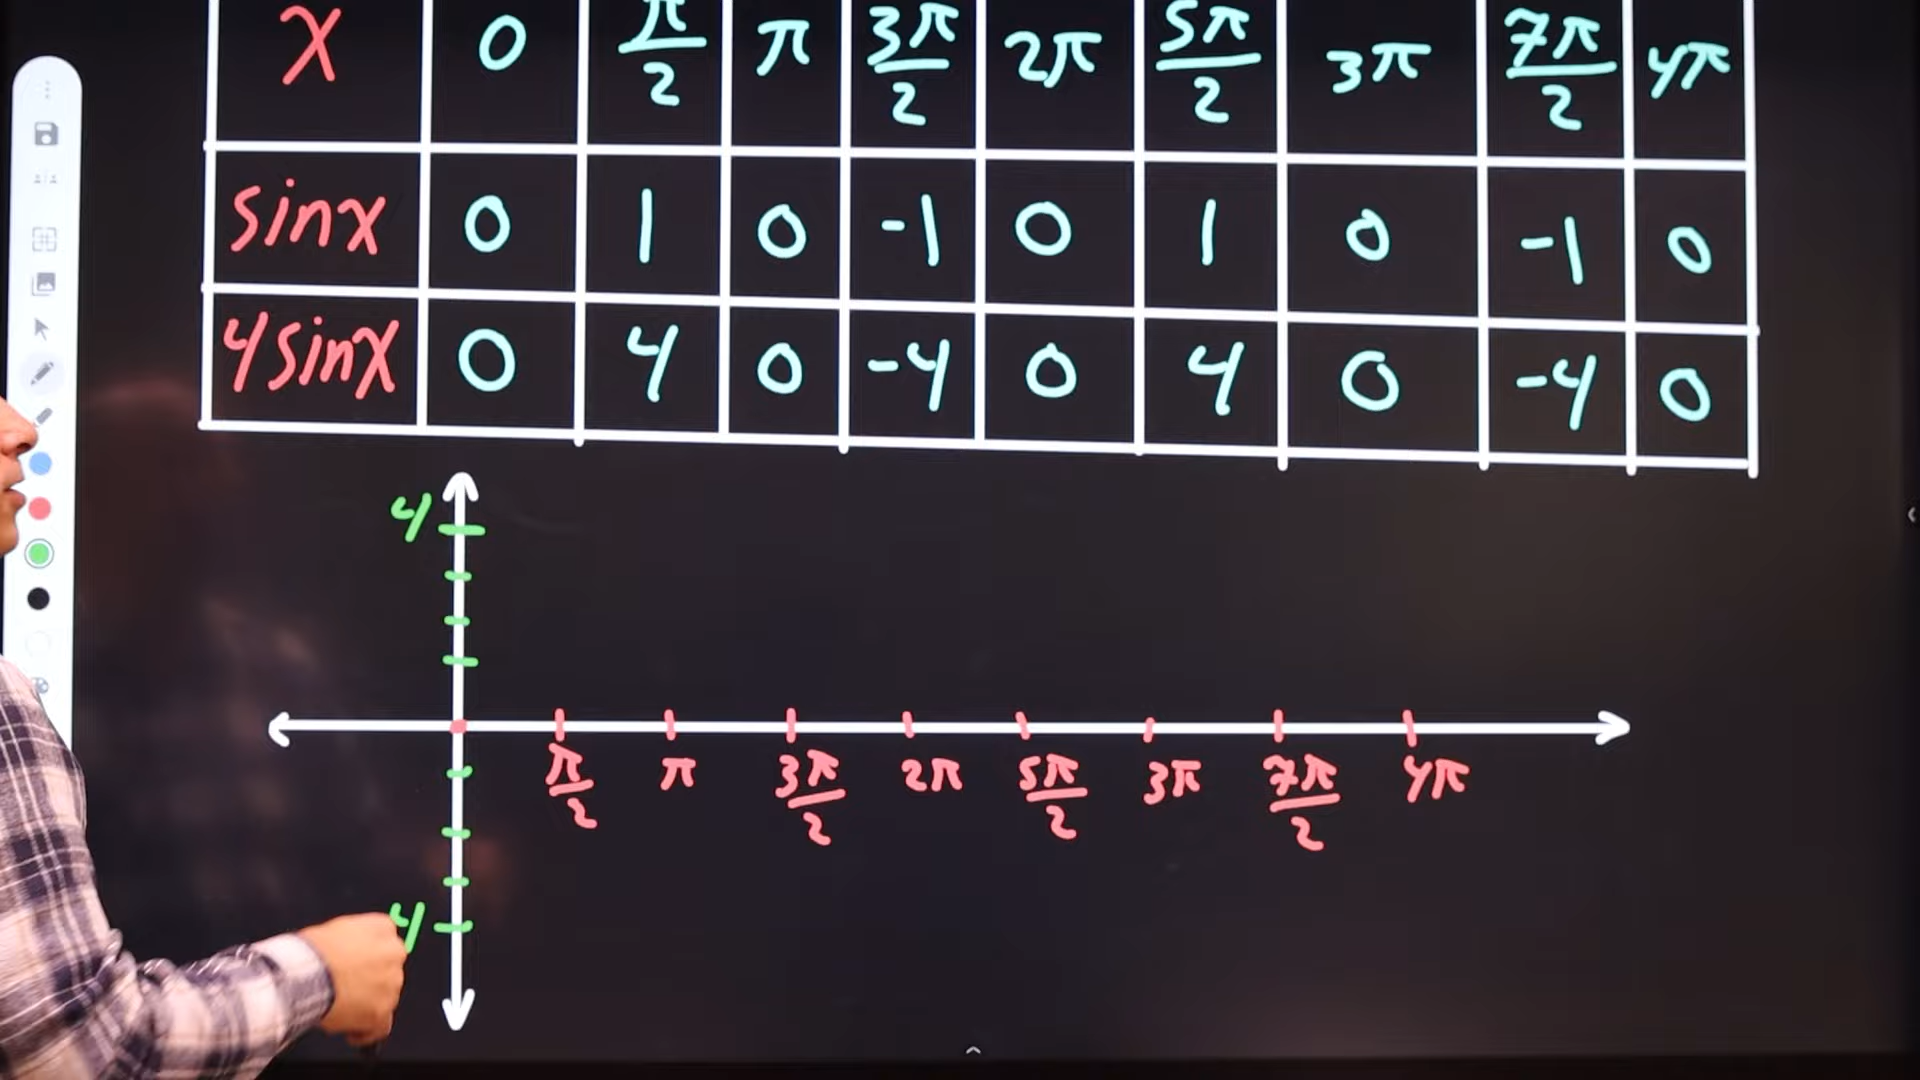 x 0 π/2 π 3π/2 2π 5π/2 3π 7π/2 4π
sinx 0 1 0 -1 0 1 0 -1 0
4sinx 0 4 0 -4 0 4 0 -4 0
4
π/2 π 3π/2 2π 5π/2 3π 7π/2 4π
4